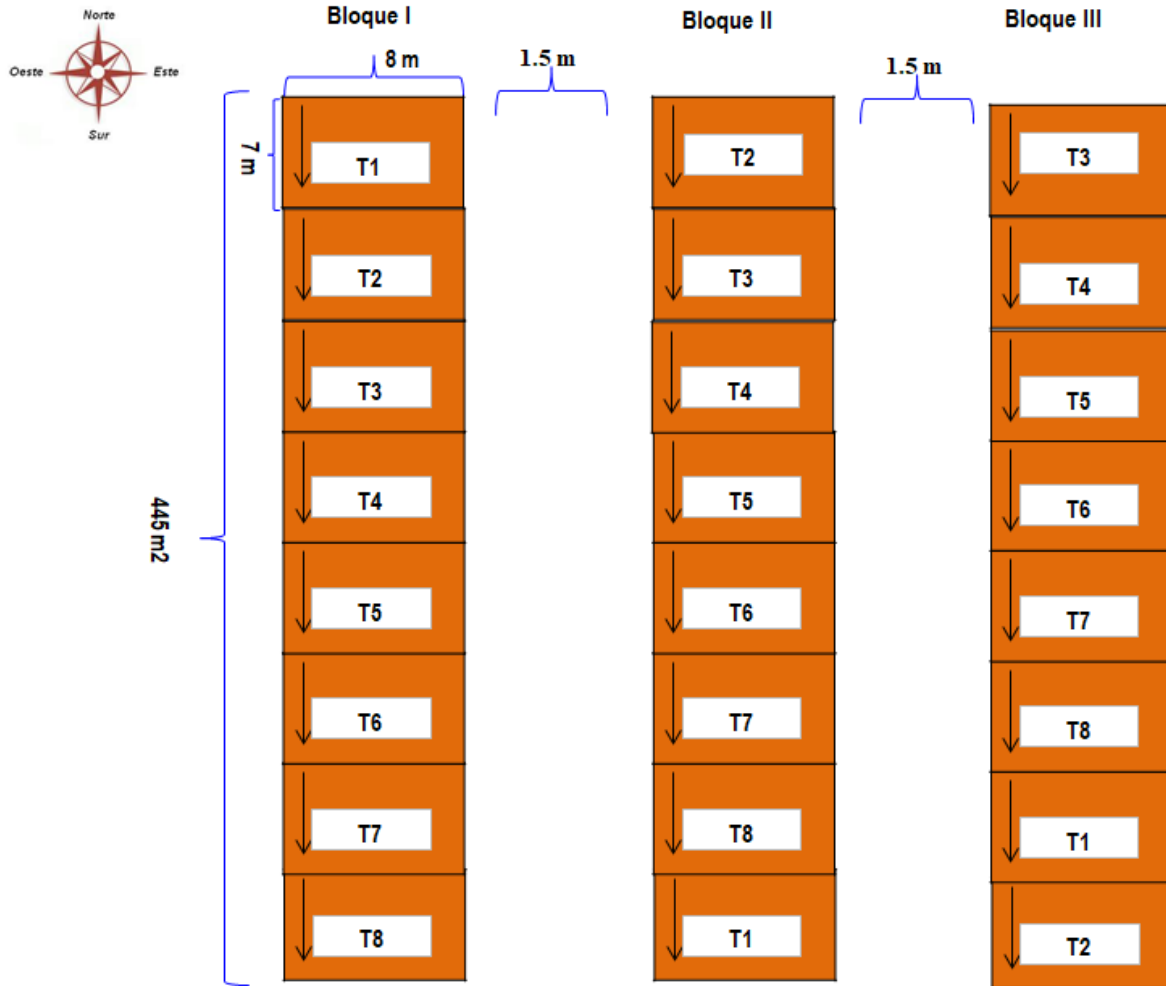 Norte
Oeste
Este
Sur
Bloque I
Bloque II
Bloque III
8 m
1.5 m
1.5 m
7 m
445 m2
T1
T2
T3
T2
T3
T4
T3
T4
T5
T4
T5
T6
T5
T6
T7
T6
T7
T8
T7
T8
T1
T8
T1
T2